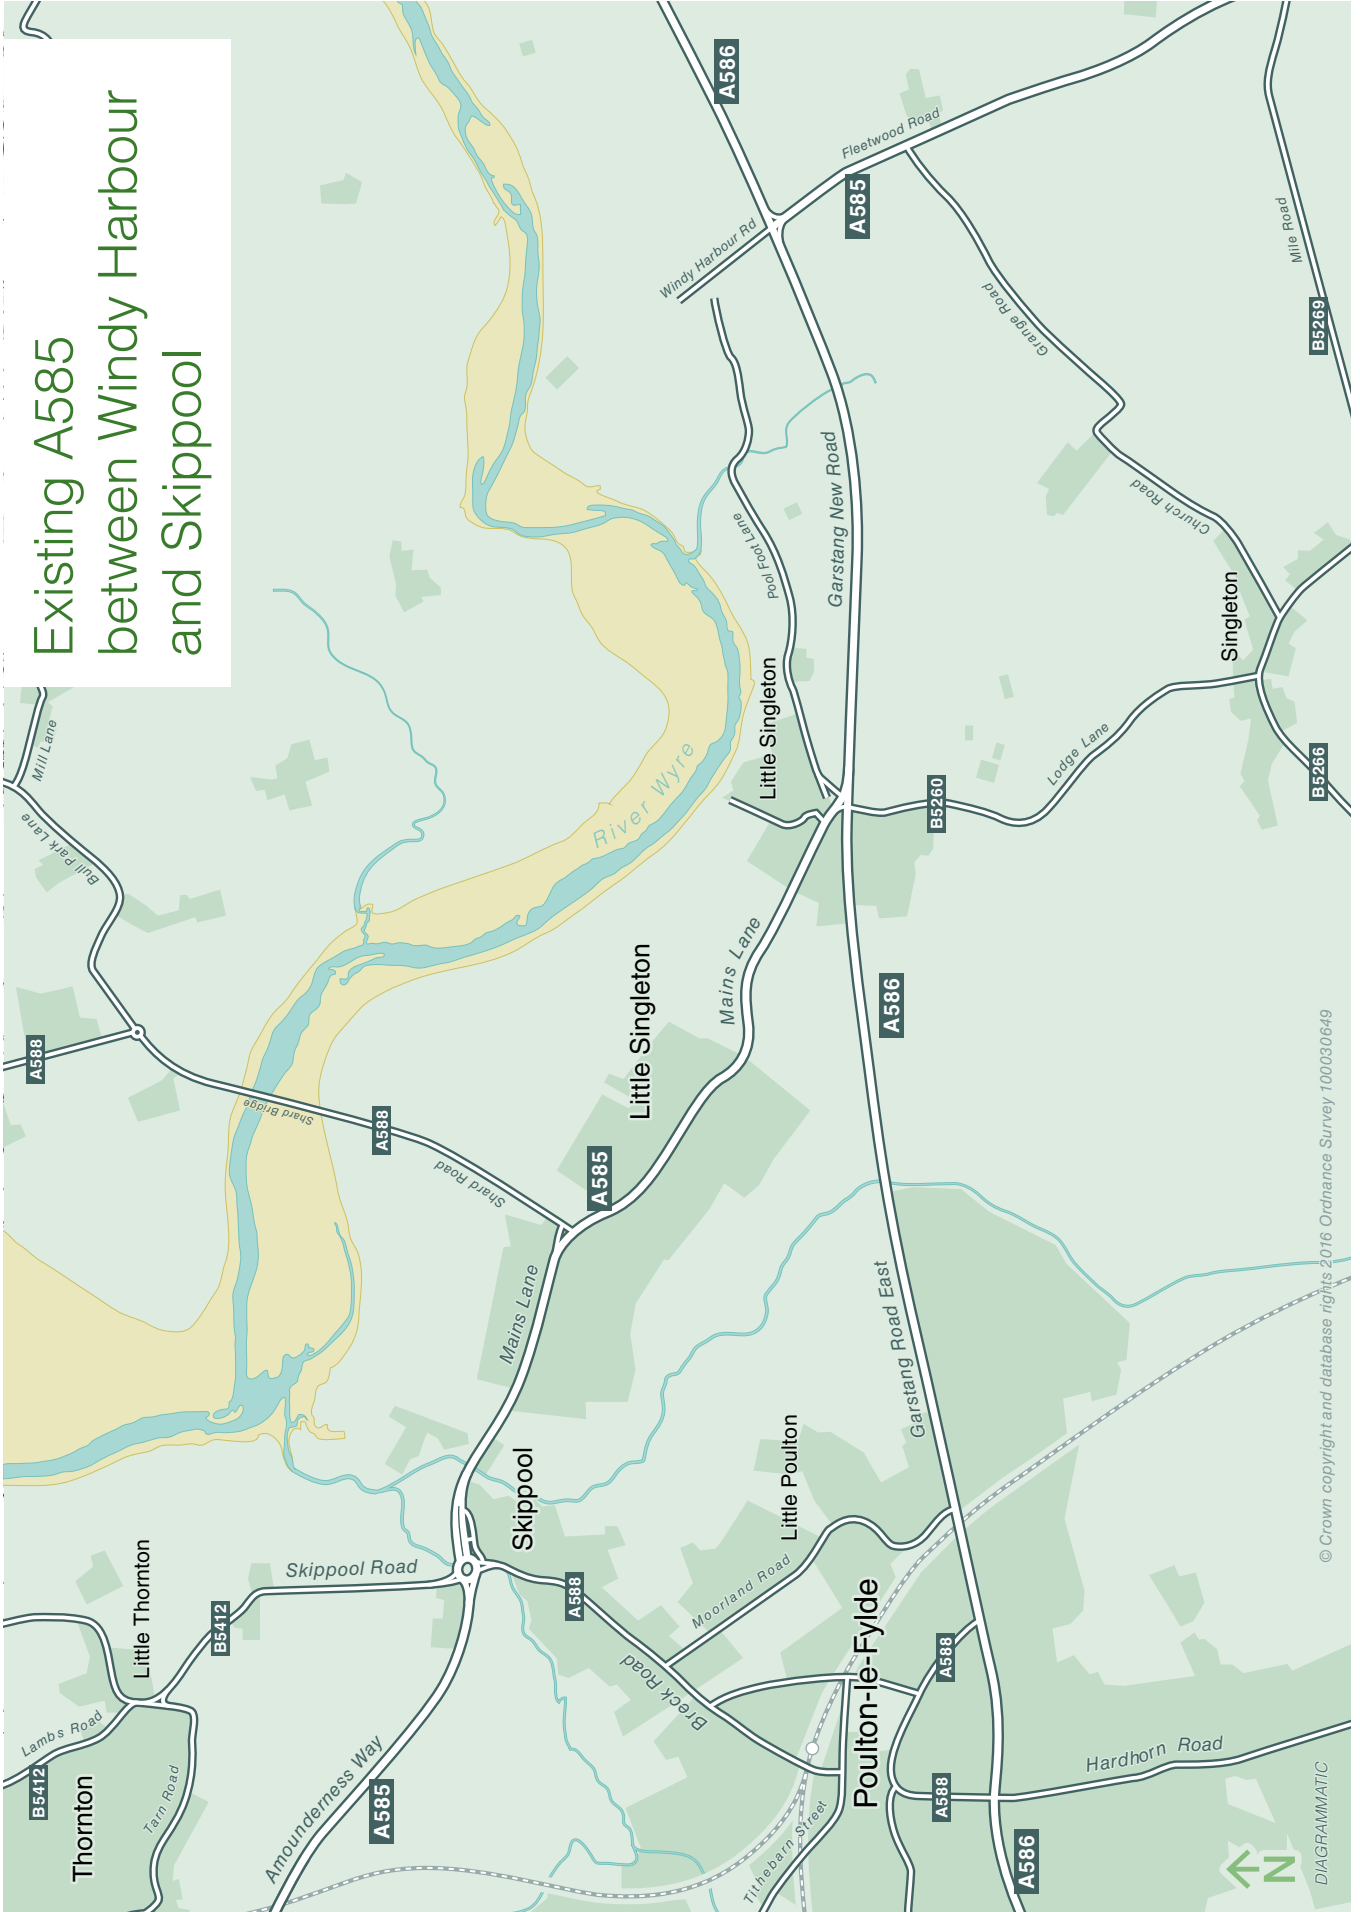 Existing A585
between Windy Harbour
and Skippool
Thornton
Little Thornton
Lambs Road
B5412
Tarn Road
B5412
Skippool Road
Amounderness Way
A585
A588
Mill Lane
Bull Park Lane
Shard Bridge
A588
Shard Road
Mains Lane
A585
Little Singleton
Skippool
A588
Breck Road
Moorland Road
Little Poulton
Tithebarn Street
Poulton-le-Fylde
A588
A588
A586
Hardhorn Road
Garstang Road East
A586
Mains Lane
River Wyre
Little Singleton
Pool Foot Lane
Garstang New Road
Windy Harbour Rd
A586
A585
Fleetwood Road
Grange Road
Church Road
Singleton
B5260
Lodge Lane
B5266
Mile Road
B5269
N
DIAGRAMMATIC
© Crown copyright and database rights 2016 Ordnance Survey 100030649